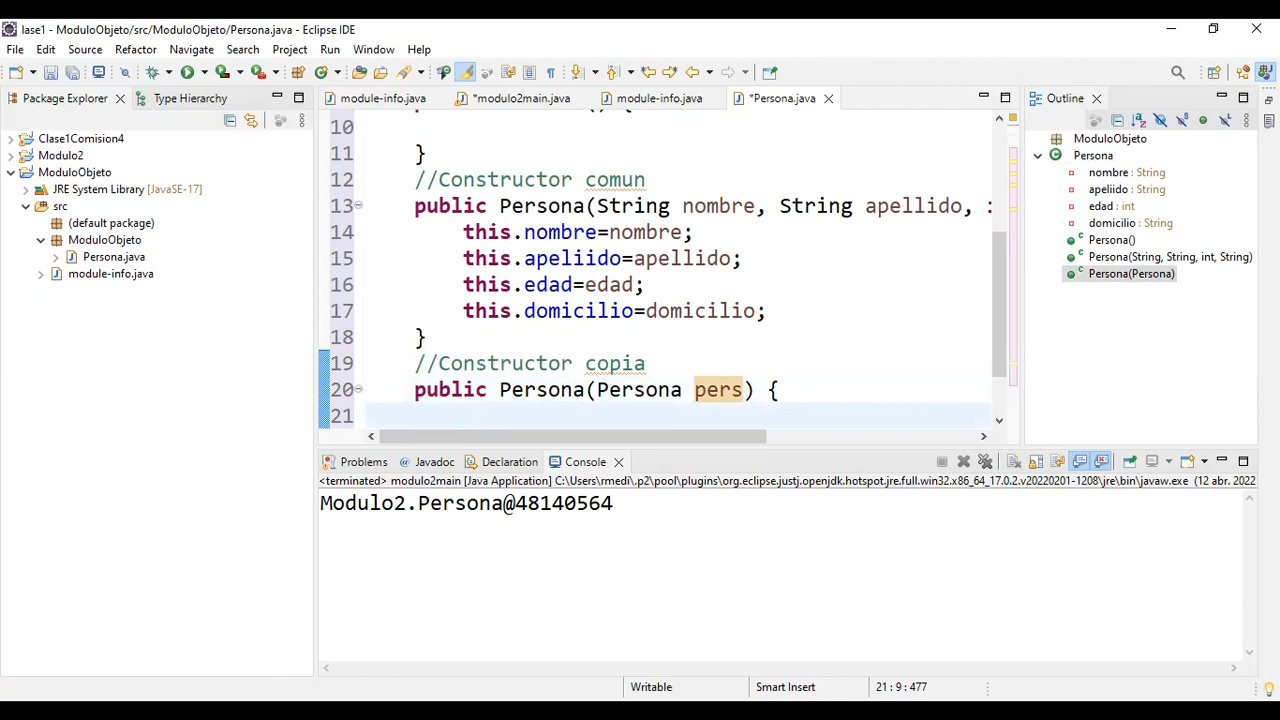 lase1 - ModuloObjeto/src/ModuloObjeto/Persona.java - Eclipse IDE
File Edit Source Refactor Navigate Search Project Run Window Help
Package Explorer Type Hierarchy
module-info.java *modulo2main.java module-info.java *Persona.java
Outline
Clase1Comision4
Modulo2
ModuloObjeto
JRE System Library [JavaSE-17]
src
(default package)
ModuloObjeto
Persona.java
module-info.java
10
11 }
12 //Constructor comun
13 public Persona(String nombre, String apellido, :
14 this.nombre=nombre;
15 this.apeliido=apellido;
16 this.edad=edad;
17 this.domicilio=domicilio;
18 }
19 //Constructor copia
20 public Persona(Persona pers) {
21
ModuloObjeto
Persona
nombre : String
apeliido : String
edad : int
domicilio : String
Persona()
Persona(String, String, int, String)
Persona(Persona)
Problems Javadoc Declaration Console
<terminated> modulo2main [Java Application] C:\Users\rmedi\.p2\pool\plugins\org.eclipse.justj.openjdk.hotspot.jre.full.win32.x86_64_17.0.2.v20220201-1208\jre\bin\javaw.exe (12 abr. 2022
Modulo2.Persona@48140564
Writable Smart Insert 21 : 9 : 477